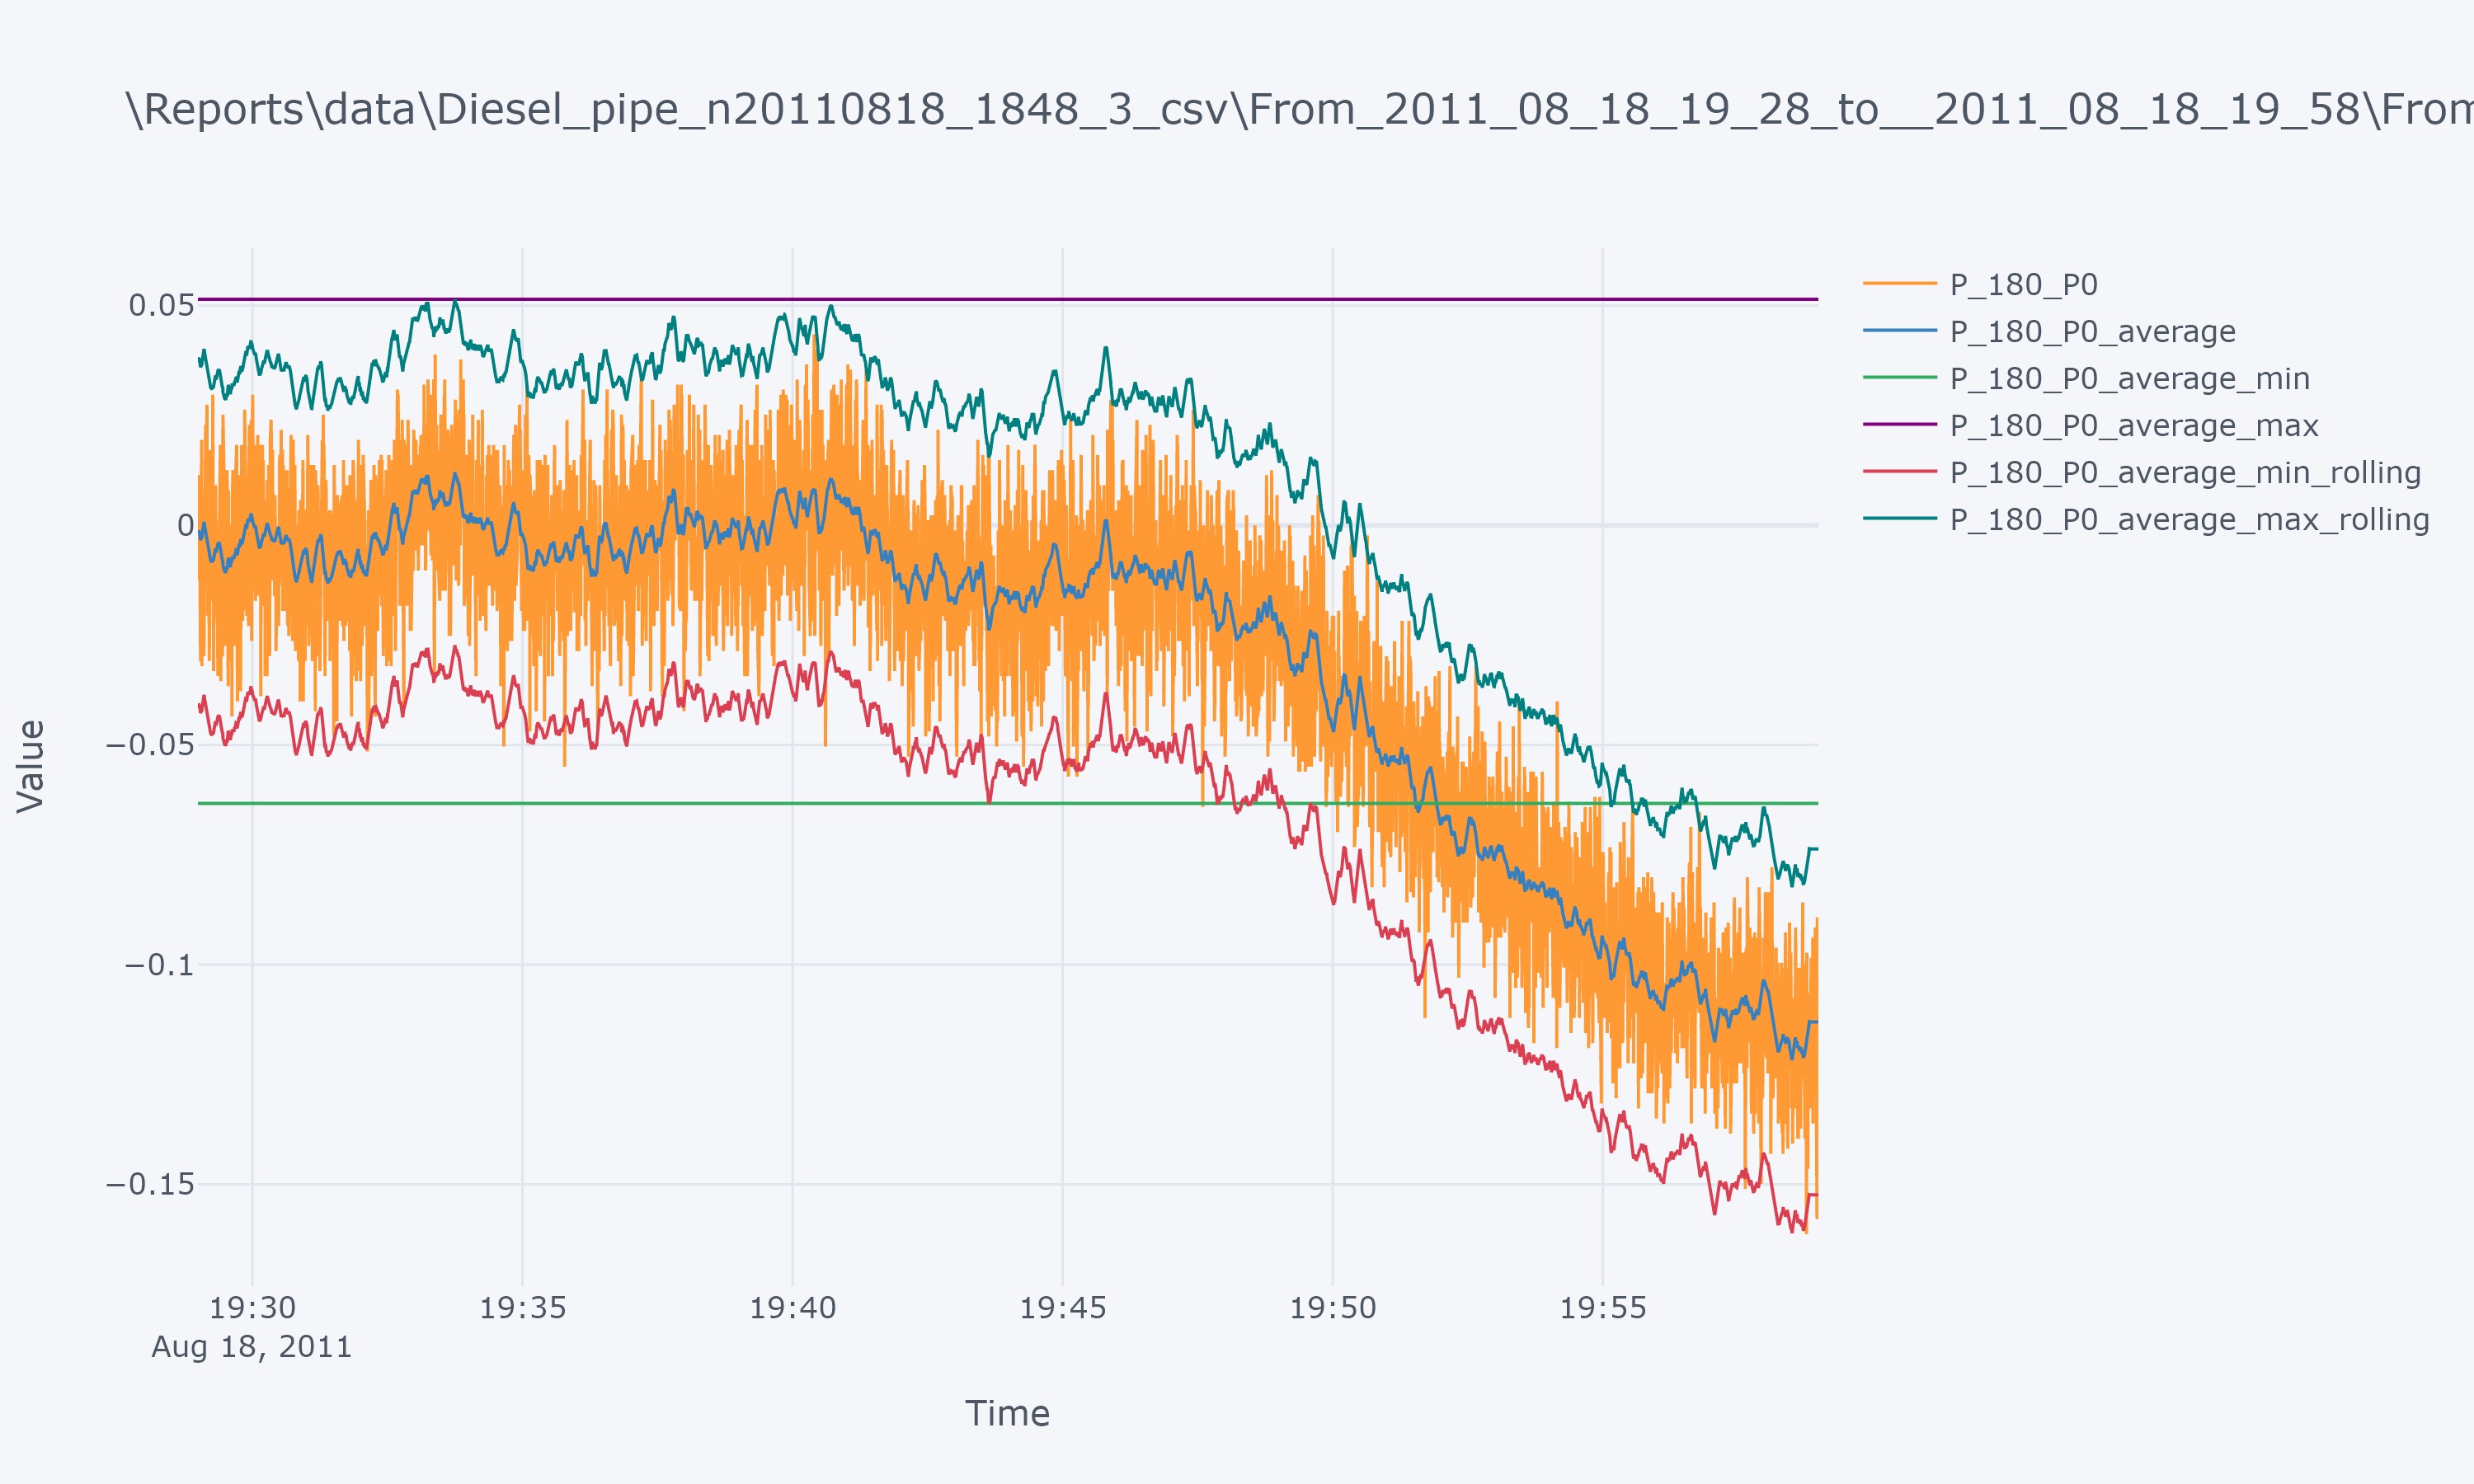 \Reports\data\Diesel_pipe_n20110818_1848_3_csv\From_2011_08_18_19_28_to__2011_08_18_19_58\From
P_180_P0
P_180_P0_average
P_180_P0_average_min
P_180_P0_average_max
P_180_P0_average_min_rolling
P_180_P0_average_max_rolling
0.05
0
−0.05
−0.1
−0.15
Value
19:30 19:35 19:40 19:45 19:50 19:55
Aug 18, 2011
Time